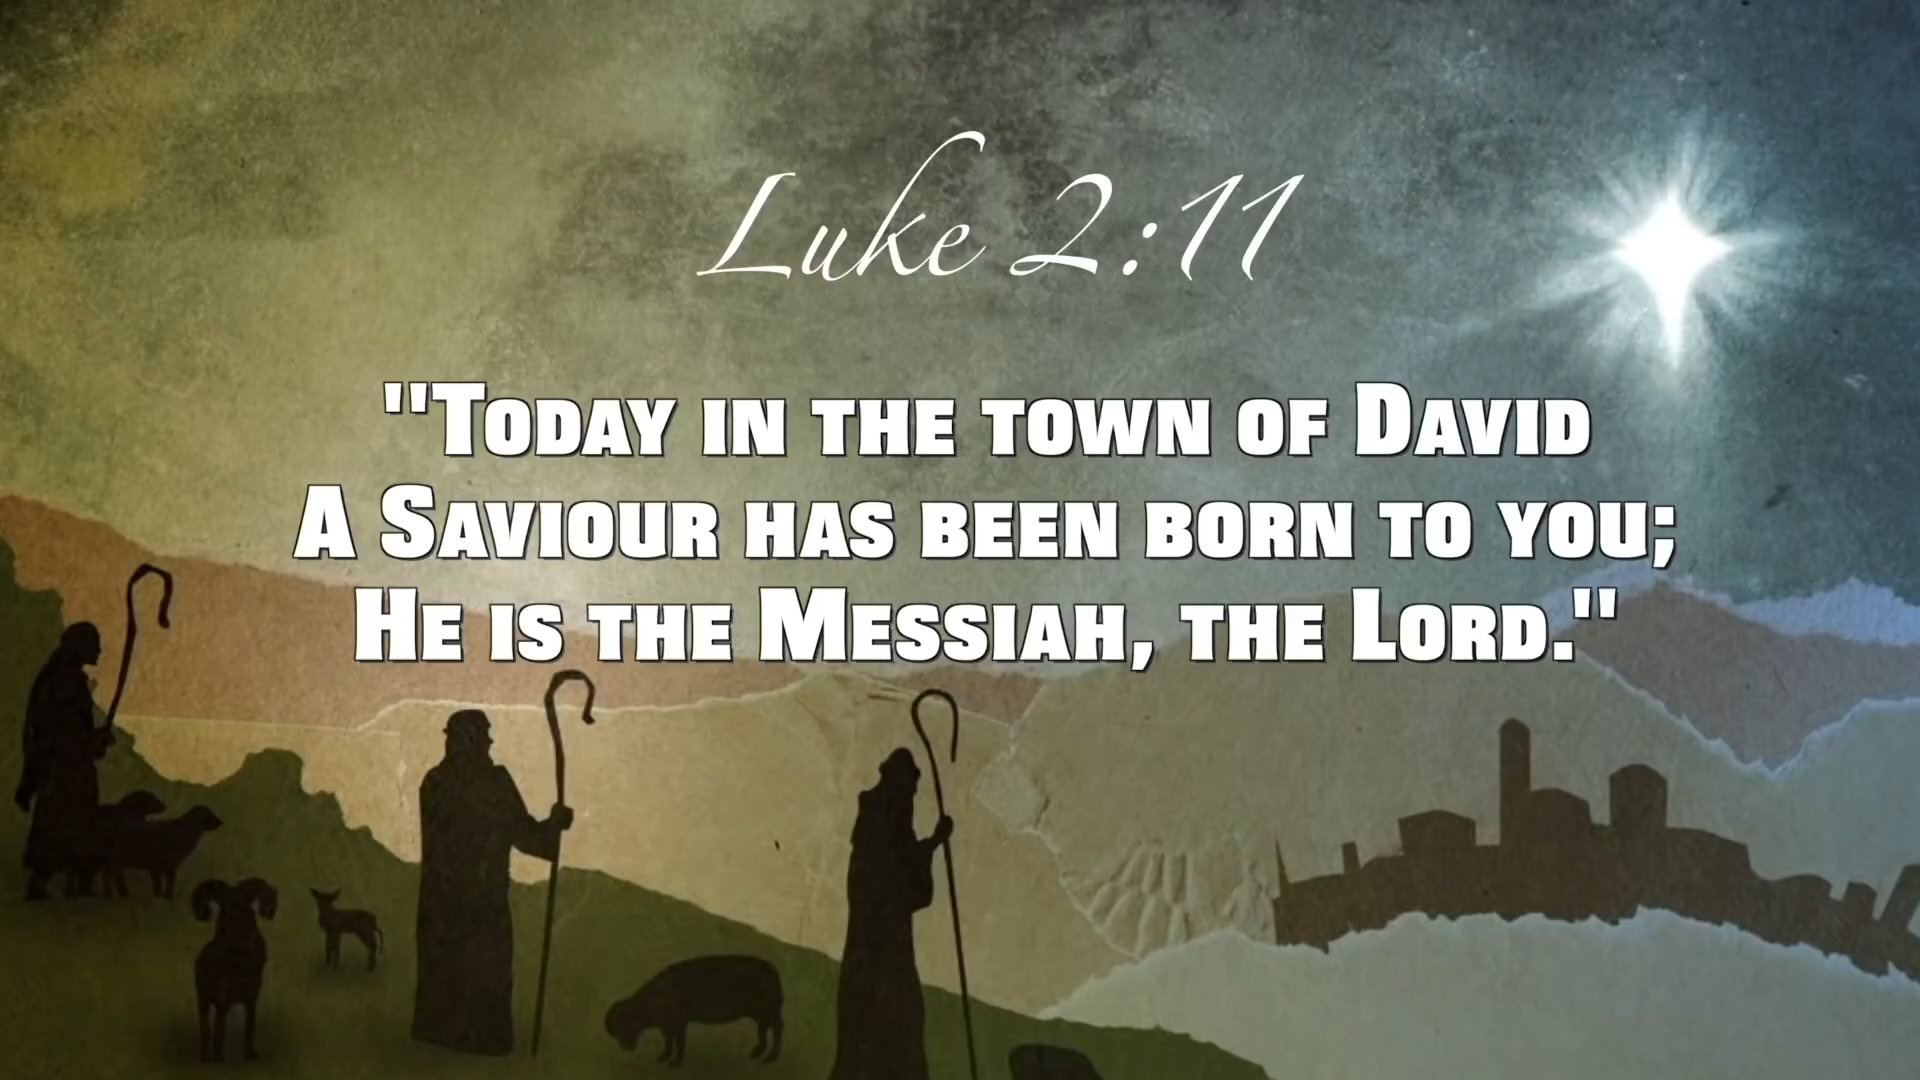 Luke 2:11
"Today in the town of David
A Saviour has been born to you;
He is the Messiah, the Lord."